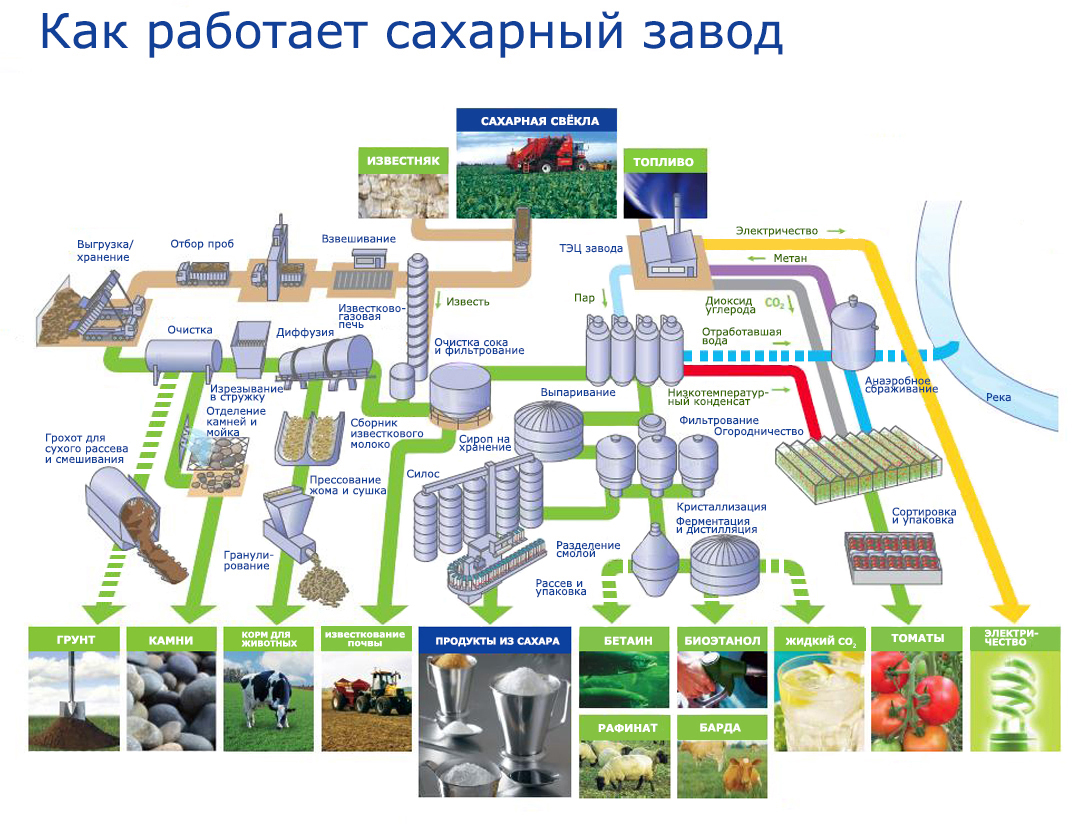 Как работает сахарный завод
САХАРНАЯ СВЁКЛА
ИЗВЕСТНЯК
ТОПЛИВО
Выгрузка/
хранение
Отбор проб
Взвешивание
ТЭЦ завода
Электричество
Метан
Известь
Пар
Диоксид
углерода
CO2
Известково-
газовая
печь
Очистка
Диффузия
Очистка сока
и фильтрование
Отработавшая
вода
Изрезывание
в стружку
Выпаривание
Низкотемператур-
ный конденсат
Анаэробное
сбраживание
Река
Отделение
камней и
мойка
Сборник
известкового
молоко
Сироп на
хранение
Фильтрование
Огородничество
Грохот для
сухого рассева
и смешивания
Прессование
жома и сушка
Силос
Кристаллизация
Ферментация
и дистилляция
Сортировка
и упаковка
Гранули-
рование
Разделение
смолой
Рассев и
упаковка
ГРУНТ
КАМНИ
КОРМ ДЛЯ
ЖИВОТНЫХ
известкование
почвы
ПРОДУКТЫ ИЗ САХАРА
БЕТАИН
БИОЭТАНОЛ
ЖИДКИЙ CO2
ТОМАТЫ
ЭЛЕКТРИ-
ЧЕСТВО
РАФИНАТ
БАРДА